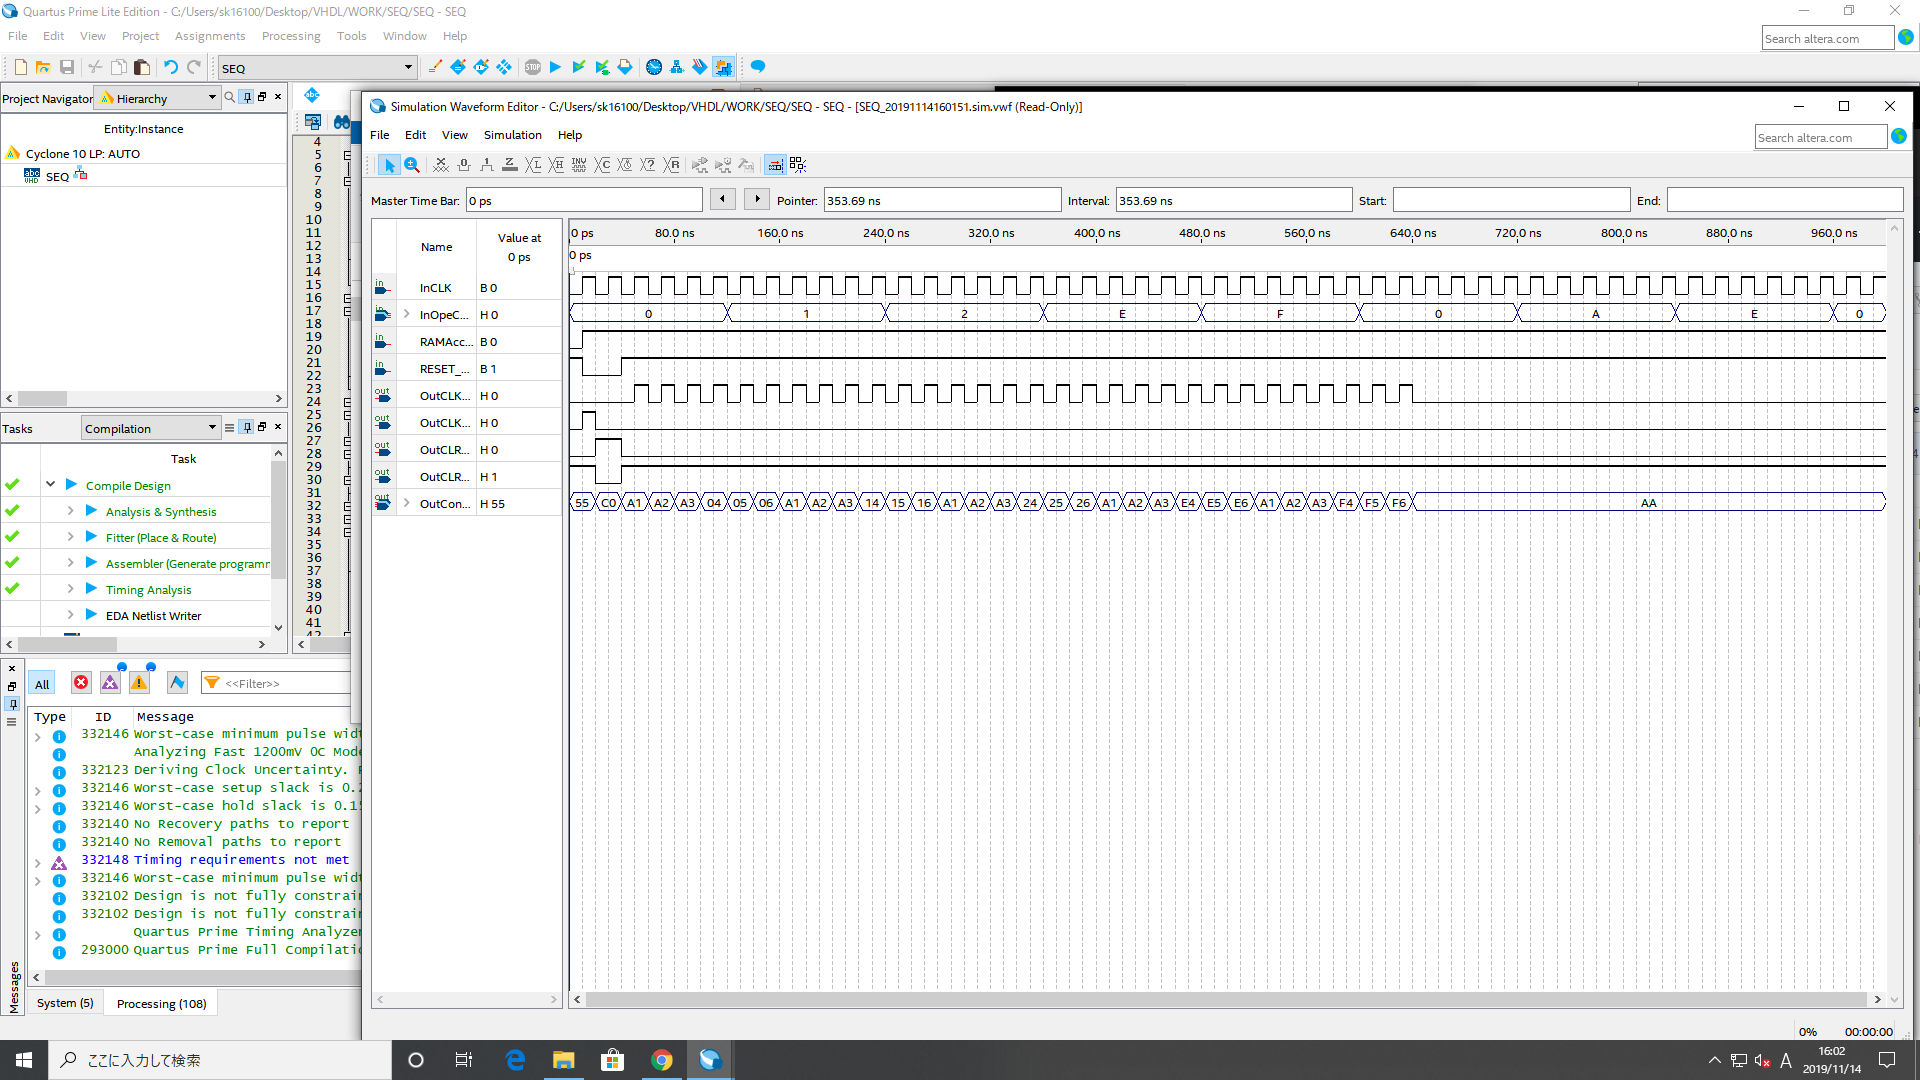 Quartus Prime Lite Edition - C:/Users/sk16100/Desktop/VHDL/WORK/SEQ/SEQ - SEQ
File Edit View Project Assignments Processing Tools Window Help
Search altera.com
SEQ
Project Navigator Hierarchy
Entity:Instance
Cyclone 10 LP: AUTO
SEQ
Tasks Compilation
Task
Compile Design
Analysis & Synthesis
Fitter (Place & Route)
Assembler (Generate programm
Timing Analysis
EDA Netlist Writer
4
5
6
7
8
9
10
11
12
13
14
15
16
17
18
19
20
21
22
23
24
25
26
27
28
29
30
31
32
33
34
35
36
37
38
39
40
41
42
Simulation Waveform Editor - C:/Users/sk16100/Desktop/VHDL/WORK/SEQ/SEQ - SEQ - [SEQ_20191114160151.sim.vwf (Read-Only)]
File Edit View Simulation Help
Search altera.com
Master Time Bar: 0 ps Pointer: 353.69 ns Interval: 353.69 ns Start: End:
Name Value at 0 ps
0 ps 80.0 ns 160.0 ns 240.0 ns 320.0 ns 400.0 ns 480.0 ns 560.0 ns 640.0 ns 720.0 ns 800.0 ns 880.0 ns 960.0 ns
0 ps
in InCLK B 0
in InOpeC... H 0 0 1 2 E F 0 A E 0
in RAMAcc... B 0
in RESET_... B 1
out OutCLK... H 0
out OutCLK... H 0
out OutCLR... H 0
out OutCLR... H 1
out OutCon... H 55 55 C0 A1 A2 A3 04 05 06 A1 A2 A3 14 15 16 A1 A2 A3 24 25 26 A1 A2 A3 E4 E5 E6 A1 A2 A3 F4 F5 F6 AA
0% 00:00:00
All <<Filter>>
Type ID Message
332146 Worst-case minimum pulse widt
Analyzing Fast 1200mV 0C Mode
332123 Deriving Clock Uncertainty.
332146 Worst-case setup slack is 0.2
332146 Worst-case hold slack is 0.15
332140 No Recovery paths to report
332140 No Removal paths to report
332148 Timing requirements not met
332146 Worst-case minimum pulse widt
332102 Design is not fully constrain
332102 Design is not fully constrain
Quartus Prime Timing Analyzer
293000 Quartus Prime Full Compilatio
Messages
System (5) Processing (108)
ここに入力して検索
A
16:02
2019/11/14